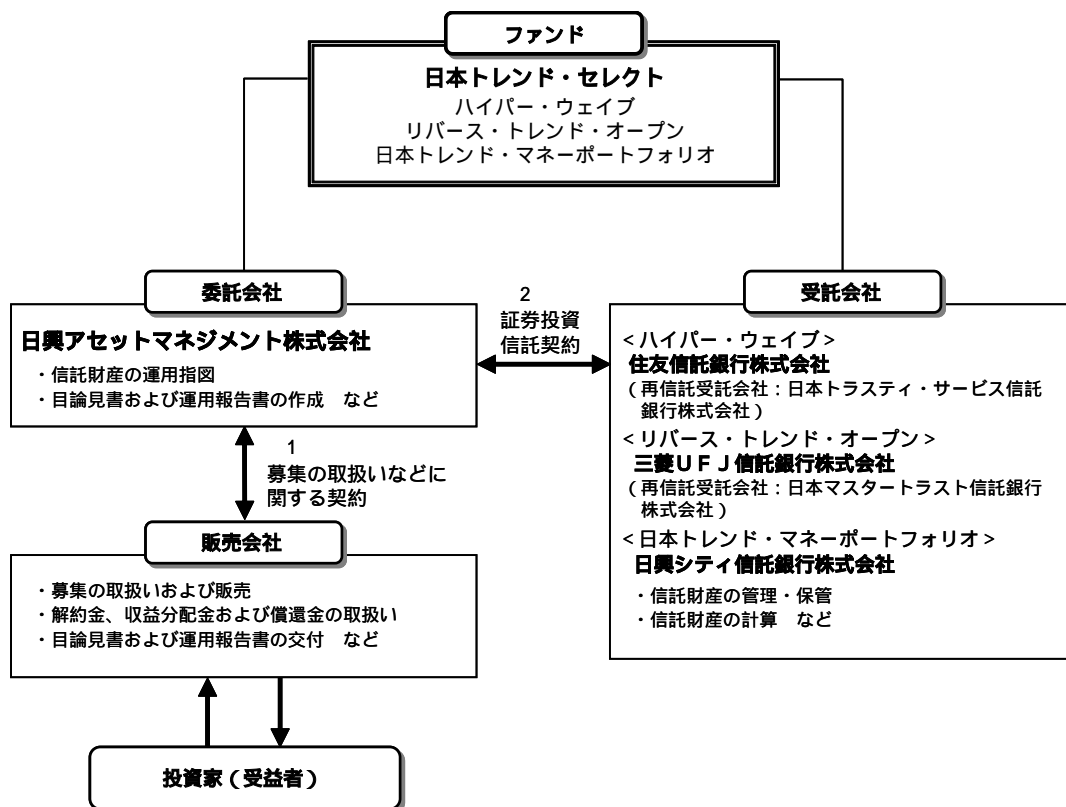 ファンド
日本トレンド・セレクト
ハイパー・ウェイブ
リバース・トレンド・オープン
日本トレンド・マネーポートフォリオ
委託会社
日興アセットマネジメント株式会社
・信託財産の運用指図
・目論見書および運用報告書の作成　など
2
証券投資
信託契約
受託会社
＜ハイパー・ウェイブ＞
住友信託銀行株式会社
（再信託受託会社：日本トラスティ・サービス信託
銀行株式会社）
＜リバース・トレンド・オープン＞
三菱ＵＦＪ信託銀行株式会社
（再信託受託会社：日本マスタートラスト信託銀行
株式会社）
＜日本トレンド・マネーポートフォリオ＞
日興シティ信託銀行株式会社
・信託財産の管理・保管
・信託財産の計算　など
1
募集の取扱いなどに
関する契約
販売会社
・募集の取扱いおよび販売
・解約金、収益分配金および償還金の取扱い
・目論見書および運用報告書の交付　など
投資家（受益者）